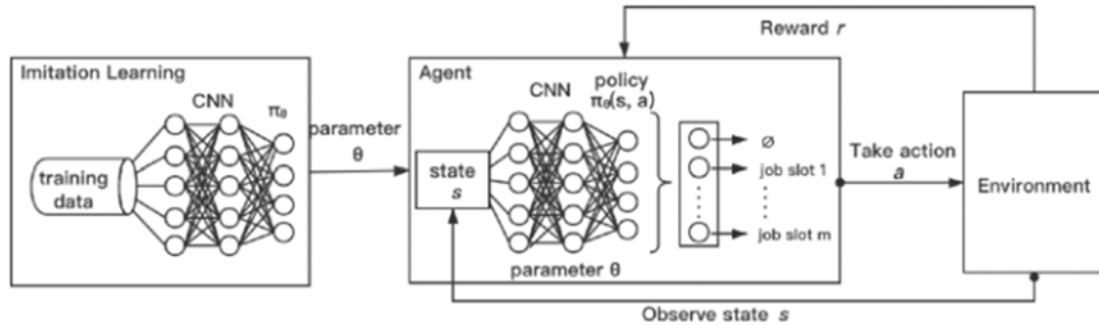 Reward r
Imitation Learning
CNN
πθ
training
data
parameter
θ
Agent
CNN
policy
πθ(s, a)
state
s
parameter θ
ø
job slot 1
job slot m
Take action
a
Environment
Observe state s